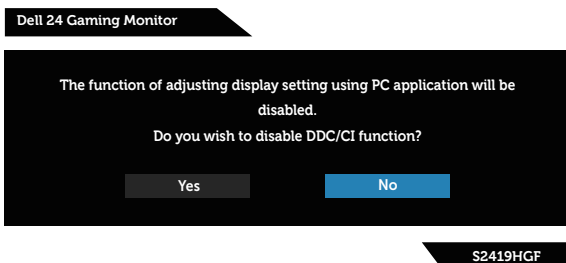 Dell 24 Gaming Monitor
The function of adjusting display setting using PC application will be
disabled.
Do you wish to disable DDC/CI function?
Yes
No
S2419HGF